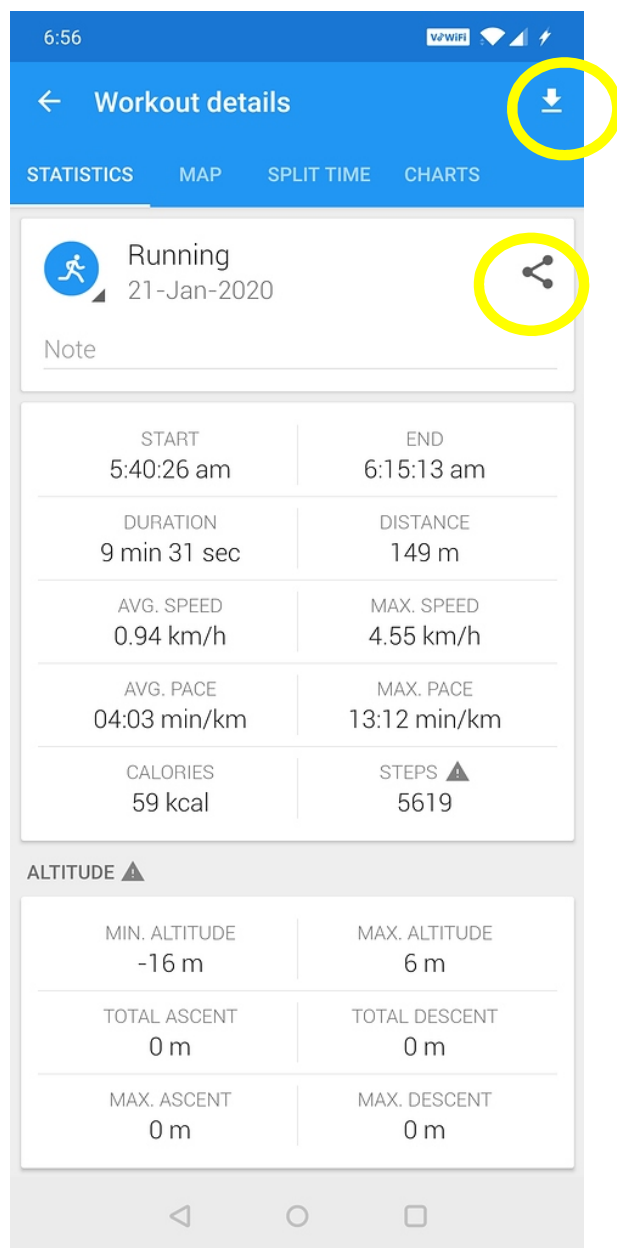 6:56
VoWiFi
Workout details
STATISTICS MAP SPLIT TIME CHARTS
Running
21-Jan-2020
Note
START END
5:40:26 am 6:15:13 am
DURATION DISTANCE
9 min 31 sec 149 m
AVG. SPEED MAX. SPEED
0.94 km/h 4.55 km/h
AVG. PACE MAX. PACE
04:03 min/km 13:12 min/km
CALORIES STEPS
59 kcal 5619
ALTITUDE
MIN. ALTITUDE MAX. ALTITUDE
-16 m 6 m
TOTAL ASCENT TOTAL DESCENT
0 m 0 m
MAX. ASCENT MAX. DESCENT
0 m 0 m